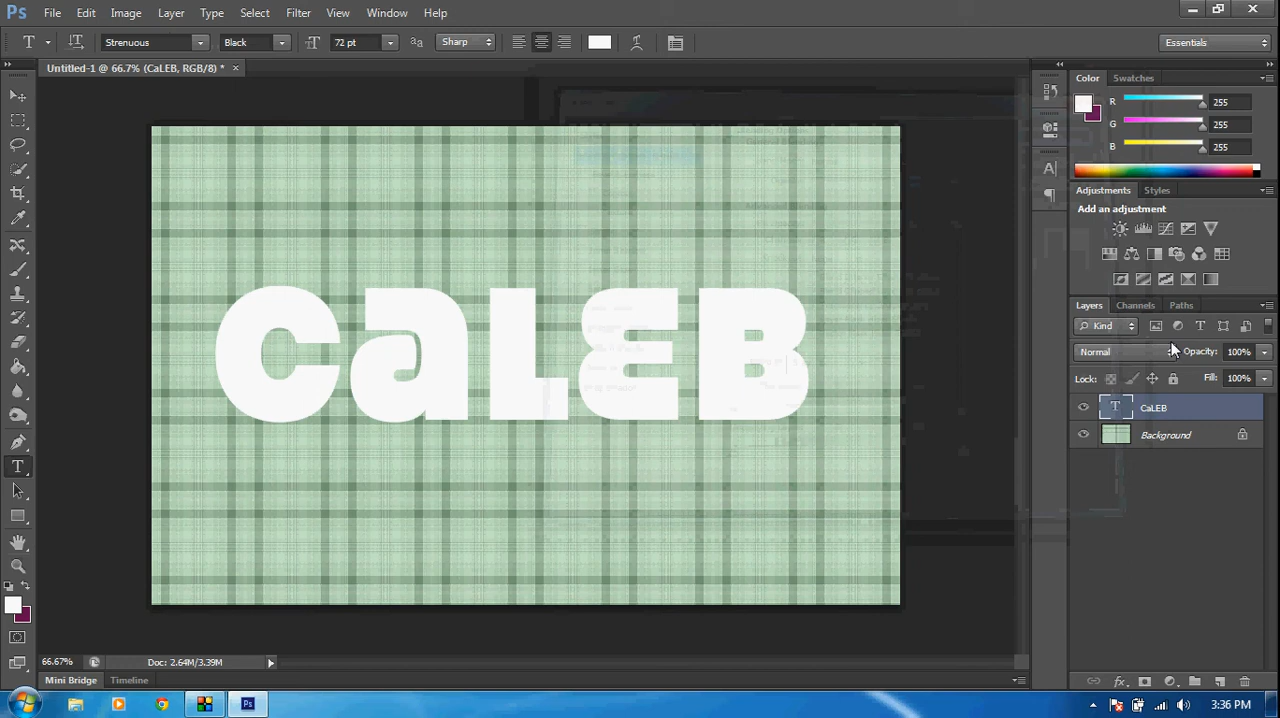 Ps File Edit Image Layer Type Select Filter View Window Help
T Strenuous Black 72 pt aa Sharp Essentials
Untitled-1 @ 66.7% (CaLEB, RGB/8) * ×
Color Swatches
R 255
G 255
B 255
Adjustments Styles
Add an adjustment
CaLEB
Layers Channels Paths
Kind
Normal Opacity: 100%
Lock: Fill: 100%
T CaLEB
Background
66.67% Doc: 2.64M/3.39M
Mini Bridge Timeline
fx
Ps 3:36 PM